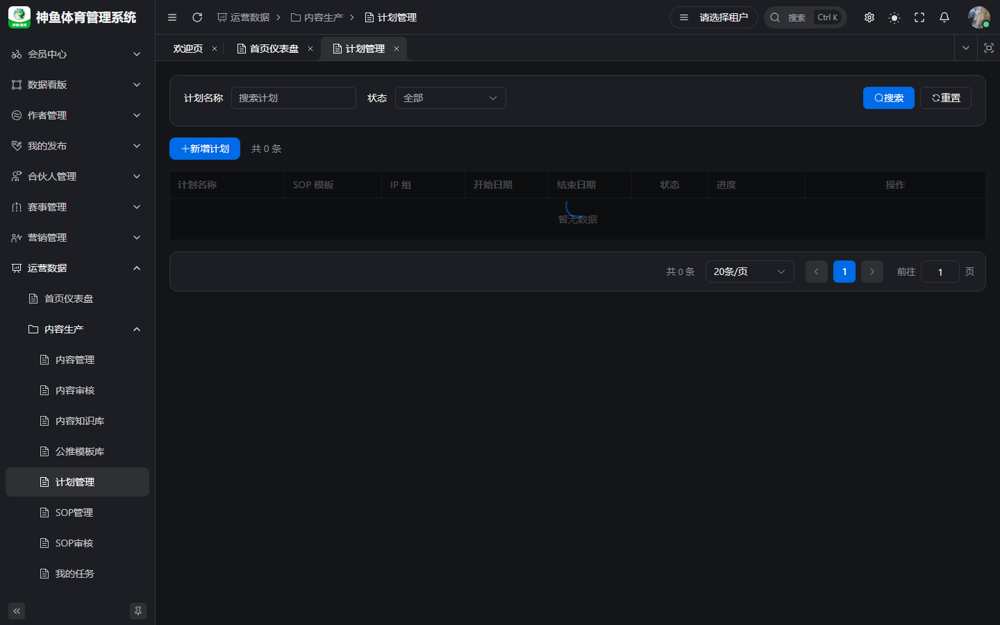 神鱼体育管理系统
运营数据
内容生产
计划管理
请选择租户
搜索
Ctrl K
欢迎页
首页仪表盘
计划管理
会员中心
数据看版
作者管理
我的发布
合伙人管理
赛事管理
营销管理
运营数据
首页仪表盘
内容生产
内容管理
内容审核
内容知识库
公推模板库
计划管理
SOP管理
SOP审核
我的任务
计划名称
搜索计划
状态
全部
搜索
重置
新增计划
共 0 条
计划名称 SOP 模板 IP 组 开始日期 结束日期 状态 进度 操作
暂无数据
共 0 条
20条/页
1
前往
1
页